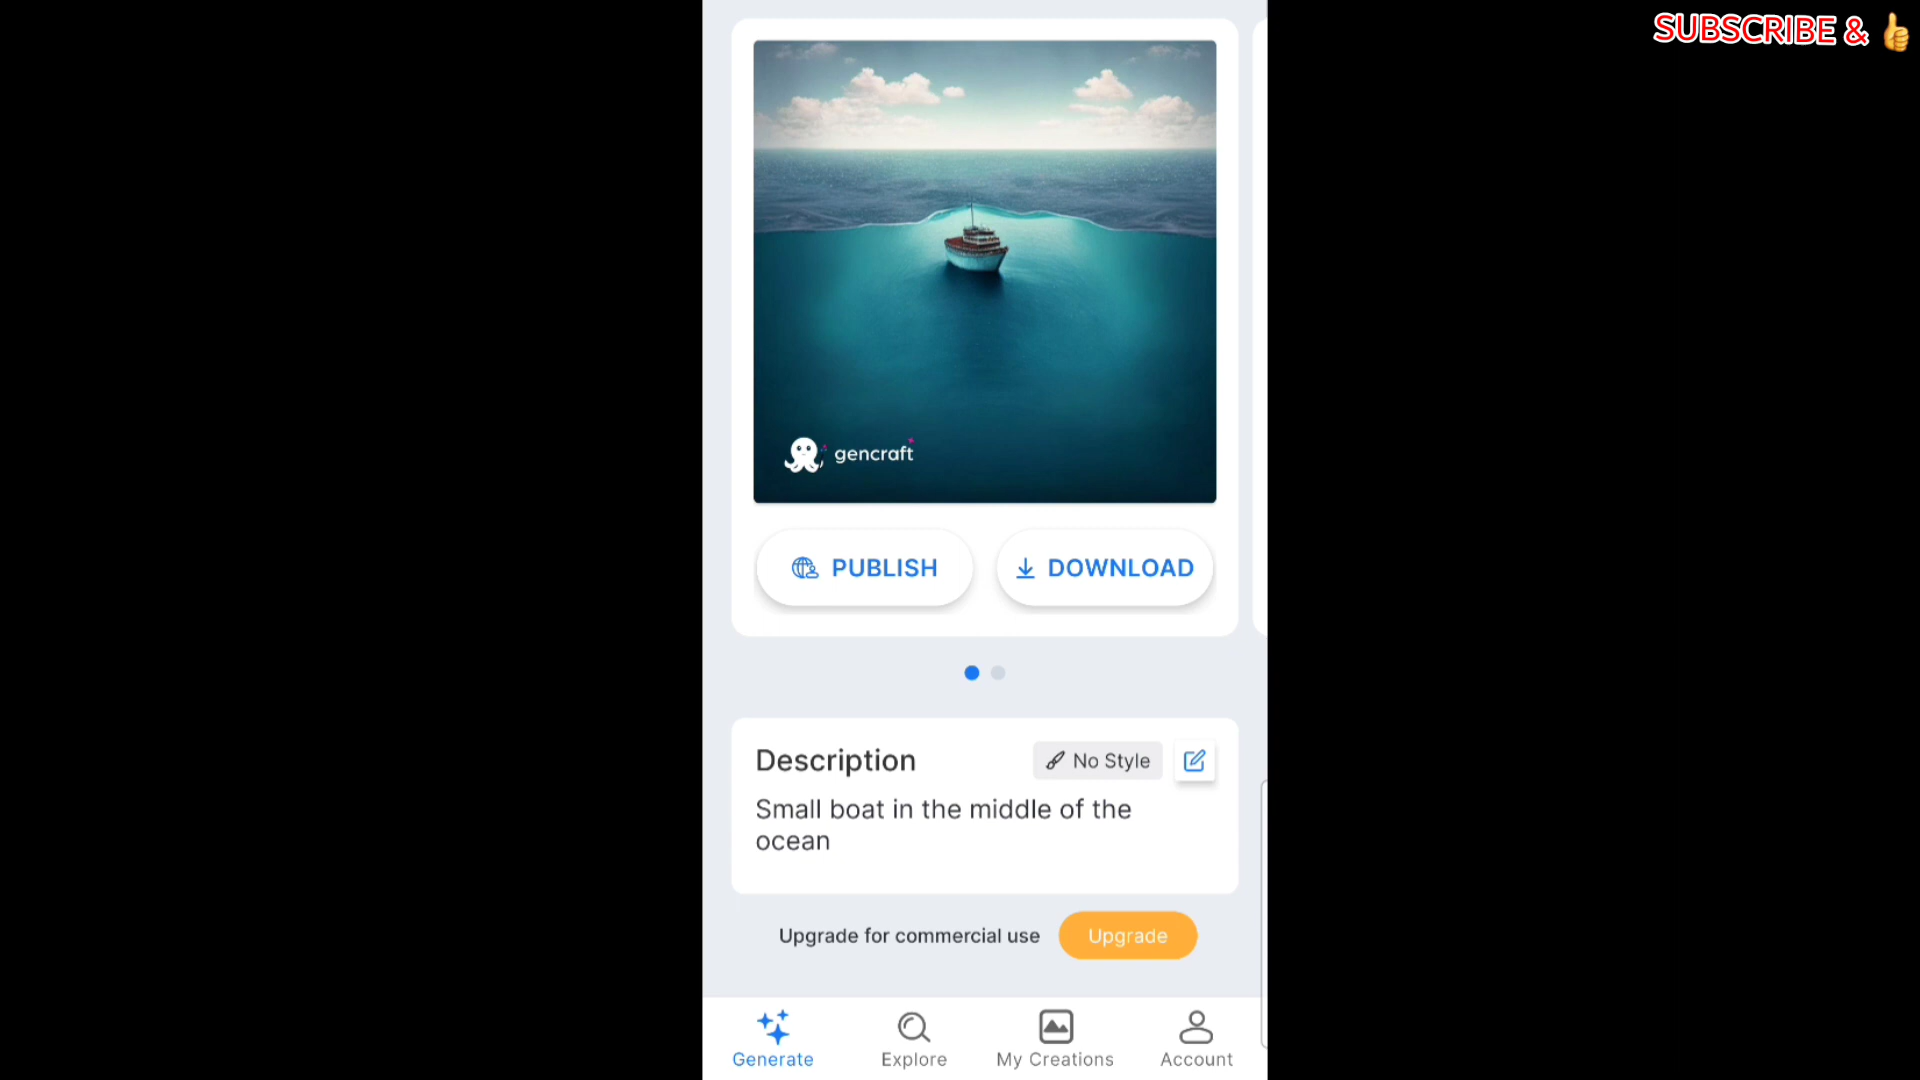 SUBSCRIBE & 👍
gencraft
PUBLISH
DOWNLOAD
Description
No Style
Small boat in the middle of the
ocean
Upgrade for commercial use
Upgrade
Generate
Explore
My Creations
Account